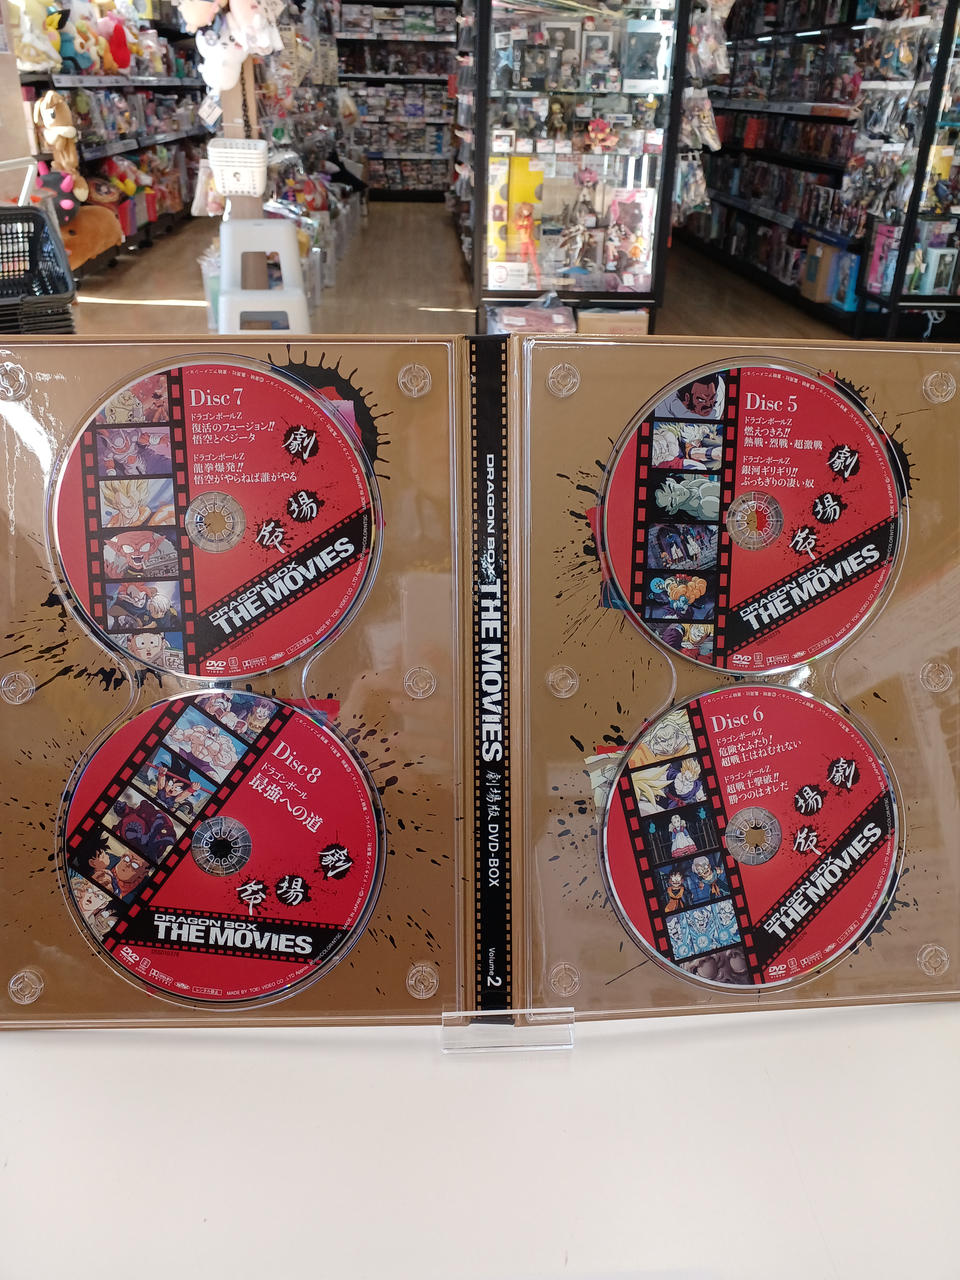 Disc 7
ドラゴンボールZ
復活のフュージョン!!
悟空とベジータ
ドラゴンボールZ
龍拳爆発!!
悟空がやらねば誰がやる
劇
場
版
DRAGON BOX
THE MOVIES
DVD
Disc 8
ドラゴンボール
最強への道
劇
場
版
DRAGON BOX
THE MOVIES
DVD
MADE BY TOEI VIDEO CO.,LTD
DRAGON BOX THE MOVIES 劇場版 DVD-BOX Volume 2
Disc 5
ドラゴンボールZ
燃えつきろ!!
熱戦・烈戦・超激戦
ドラゴンボールZ
銀河ギリギリ!!
ぶっちぎりの凄い奴
劇
場
版
DRAGON BOX
THE MOVIES
DVD
Disc 6
ドラゴンボールZ
危険なふたり!
超戦士はねむれない
ドラゴンボールZ
超戦士撃破!!
勝つのはオレだ
劇
場
版
DRAGON BOX
THE MOVIES
DVD